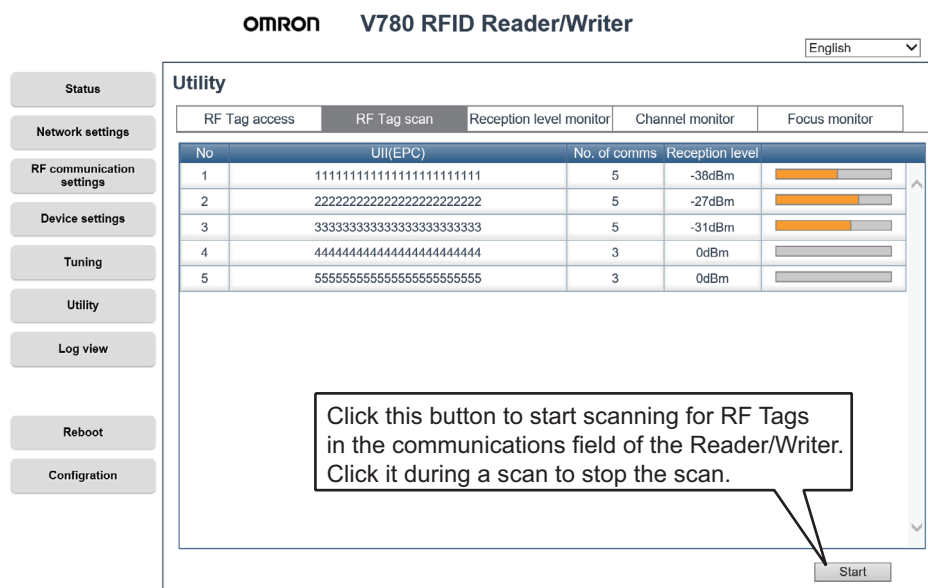 OMRON V780 RFID Reader/Writer
English
Status
Network settings
RF communication
settings
Device settings
Tuning
Utility
Log view
Reboot
Configration
Utility
RF Tag access RF Tag scan Reception level monitor Channel monitor Focus monitor
No UII(EPC) No. of comms Reception level
1 111111111111111111111111 5 -38dBm
2 222222222222222222222222 5 -27dBm
3 333333333333333333333333 5 -31dBm
4 444444444444444444444444 3 0dBm
5 555555555555555555555555 3 0dBm
Click this button to start scanning for RF Tags
in the communications field of the Reader/Writer.
Click it during a scan to stop the scan.
Start